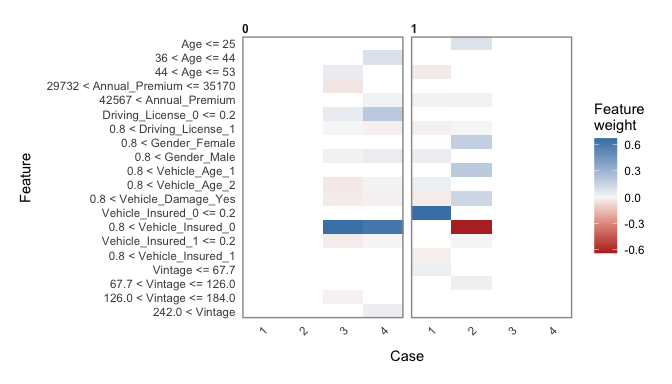 0 1
Age <= 25
36 < Age <= 44
44 < Age <= 53
29732 < Annual_Premium <= 35170
42567 < Annual_Premium
Driving_License_0 <= 0.2
0.8 < Driving_License_1
0.8 < Gender_Female
0.8 < Gender_Male
0.8 < Vehicle_Age_1
0.8 < Vehicle_Age_2
0.8 < Vehicle_Damage_Yes
Vehicle_Insured_0 <= 0.2
0.8 < Vehicle_Insured_0
Vehicle_Insured_1 <= 0.2
0.8 < Vehicle_Insured_1
Vintage <= 67.7
67.7 < Vintage <= 126.0
126.0 < Vintage <= 184.0
242.0 < Vintage
Feature
1 2 3 4 1 2 3 4
Case
Feature
weight
0.6
0.3
0.0
-0.3
-0.6